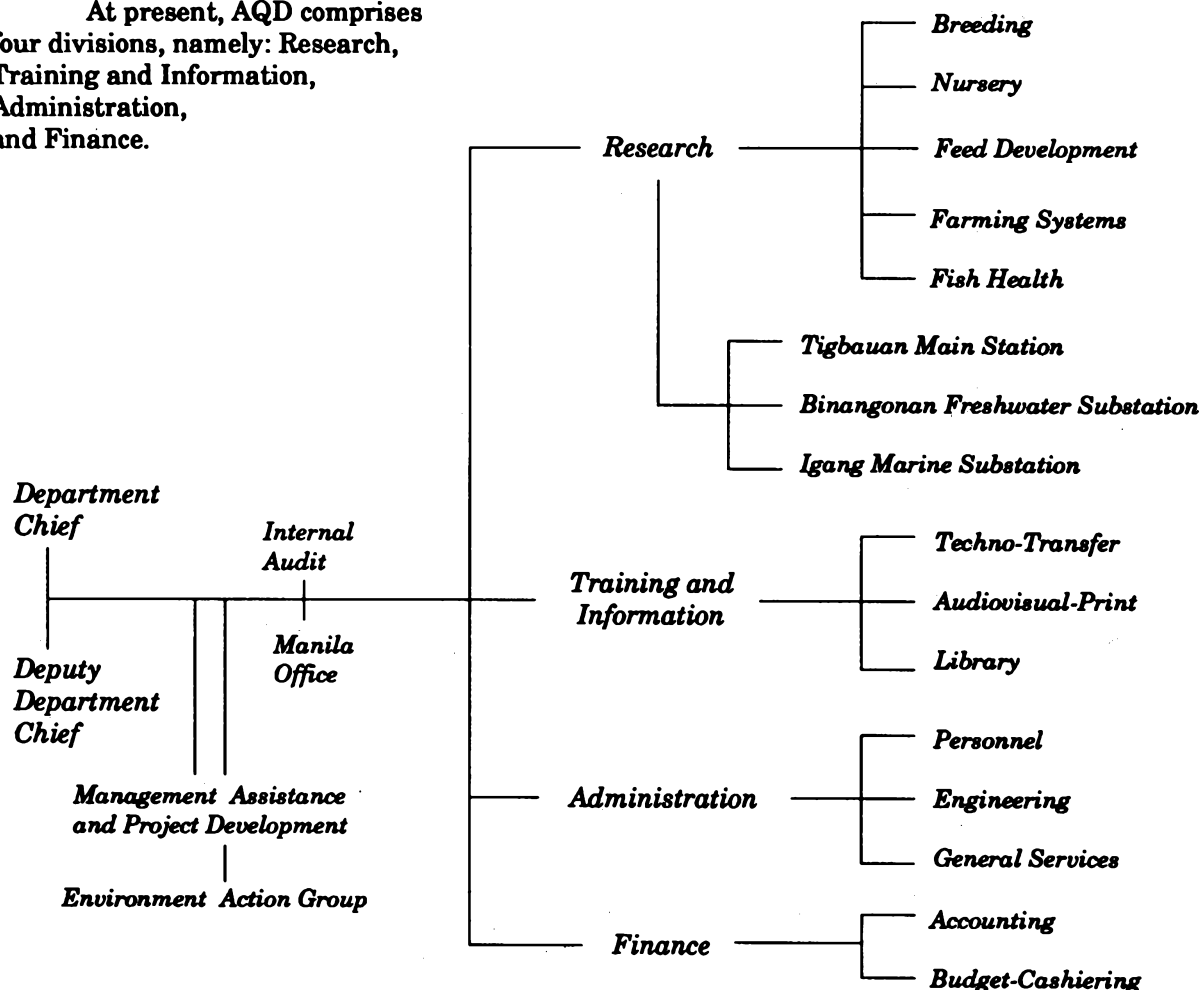 At present, AQD comprises
four divisions, namely: Research,
Training and Information,
Administration,
and Finance.
Breeding
Nursery
Research
Feed Development
Farming Systems
Fish Health
Tigbauan Main Station
Binangonan Freshwater Substation
Igang Marine Substation
Department
Chief
Internal
Audit
Manila
Office
Deputy
Department
Chief
Management Assistance
and Project Development
Environment Action Group
Techno-Transfer
Training and
Information
Audiovisual-Print
Library
Personnel
Administration
Engineering
General Services
Accounting
Finance
Budget-Cashiering